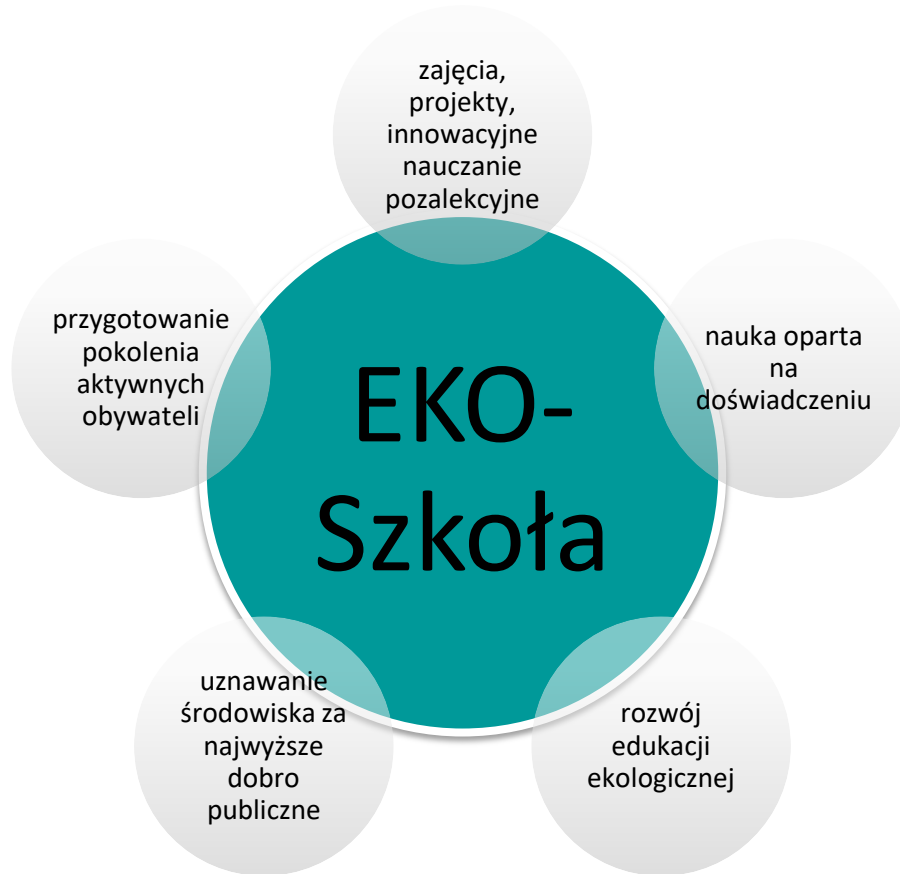 zajęcia,
projekty,
innowacyjne
nauczanie
pozalekcyjne
przygotowanie
pokolenia
aktywnych
obywateli
EKO-
Szkoła
nauka oparta
na
doświadczeniu
uznawanie
środowiska za
najwyższe
dobro
publiczne
rozwój
edukacji
ekologicznej